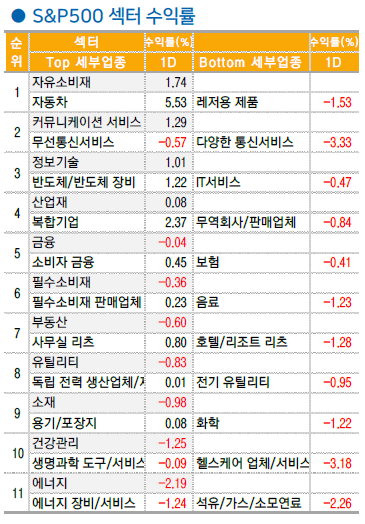 ● S&P500 섹터 수익률
순위 섹터 수익률(%) 수익률(%)
Top 세부업종 1D Bottom 세부업종 1D
1 자유소비재 1.74
자동차 5.53 레저용 제품 -1.53
2 커뮤니케이션 서비스 1.29
무선통신서비스 -0.57 다양한 통신서비스 -3.33
3 정보기술 1.01
반도체/반도체 장비 1.22 IT서비스 -0.47
4 산업재 0.08
복합기업 2.37 무역회사/판매업체 -0.84
5 금융 -0.04
소비자 금융 0.45 보험 -0.41
6 필수소비재 -0.36
필수소비재 판매업체 0.23 음료 -1.23
7 부동산 -0.60
사무실 리츠 0.80 호텔/리조트 리츠 -1.28
8 유틸리티 -0.83
독립 전력 생산업체/ 0.01 전기 유틸리티 -0.95
9 소재 -0.98
용기/포장지 0.08 화학 -1.22
10 건강관리 -1.25
생명과학 도구/서비스 -0.09 헬스케어 업체/서비스 -3.18
11 에너지 -2.19
에너지 장비/서비스 -1.24 석유/가스/소모연료 -2.26